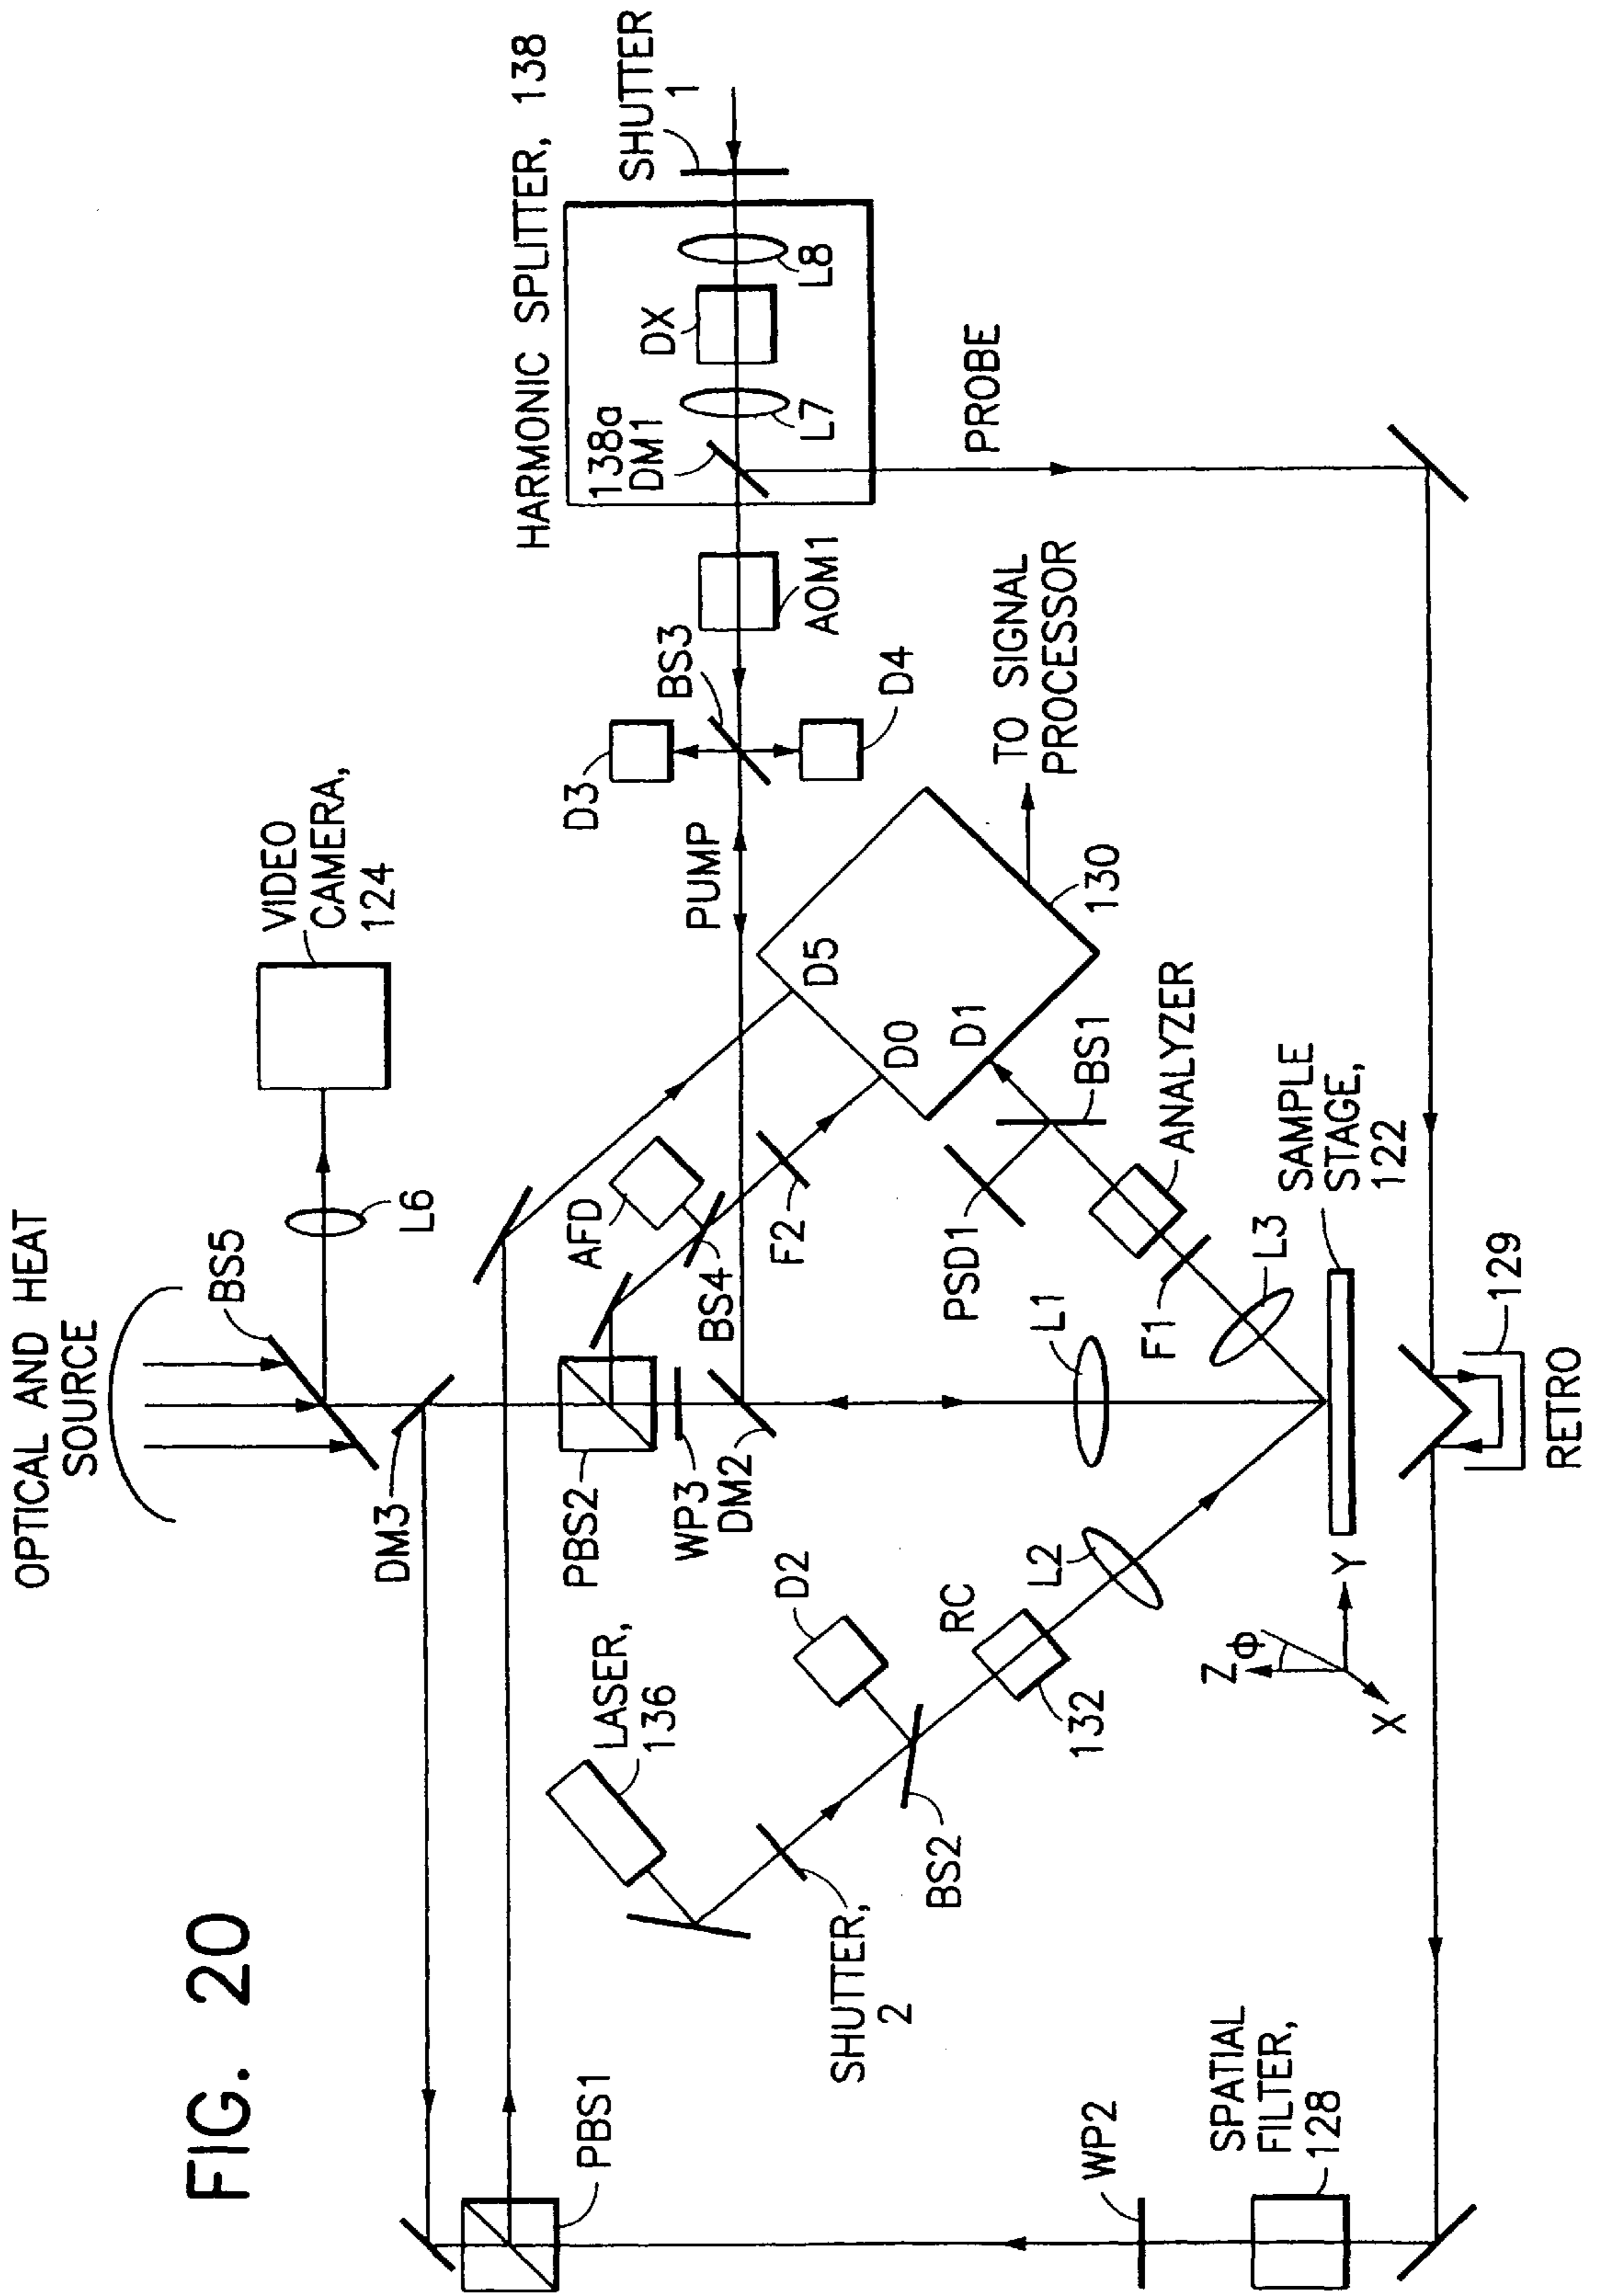 FIG. 20
OPTICAL AND HEAT
SOURCE
BS5
L6
VIDEO
CAMERA,
124
DM3
PBS2
WP3
DM2
AFD
BS4
F2
D5
D0
D1
130
TO SIGNAL
PROCESSOR
PUMP
D3
BS3
D4
AOM1
HARMONIC SPLITTER, 138
138a
DM1
L7
DX
L8
SHUTTER
1
PROBE
LASER,
136
SHUTTER,
2
D2
BS2
RC
132
L2
L1
L3
F1
PSD1
BS1
ANALYZER
SAMPLE
STAGE,
122
Z
Φ
Y
X
129
RETRO
PBS1
WP2
SPATIAL
FILTER,
128